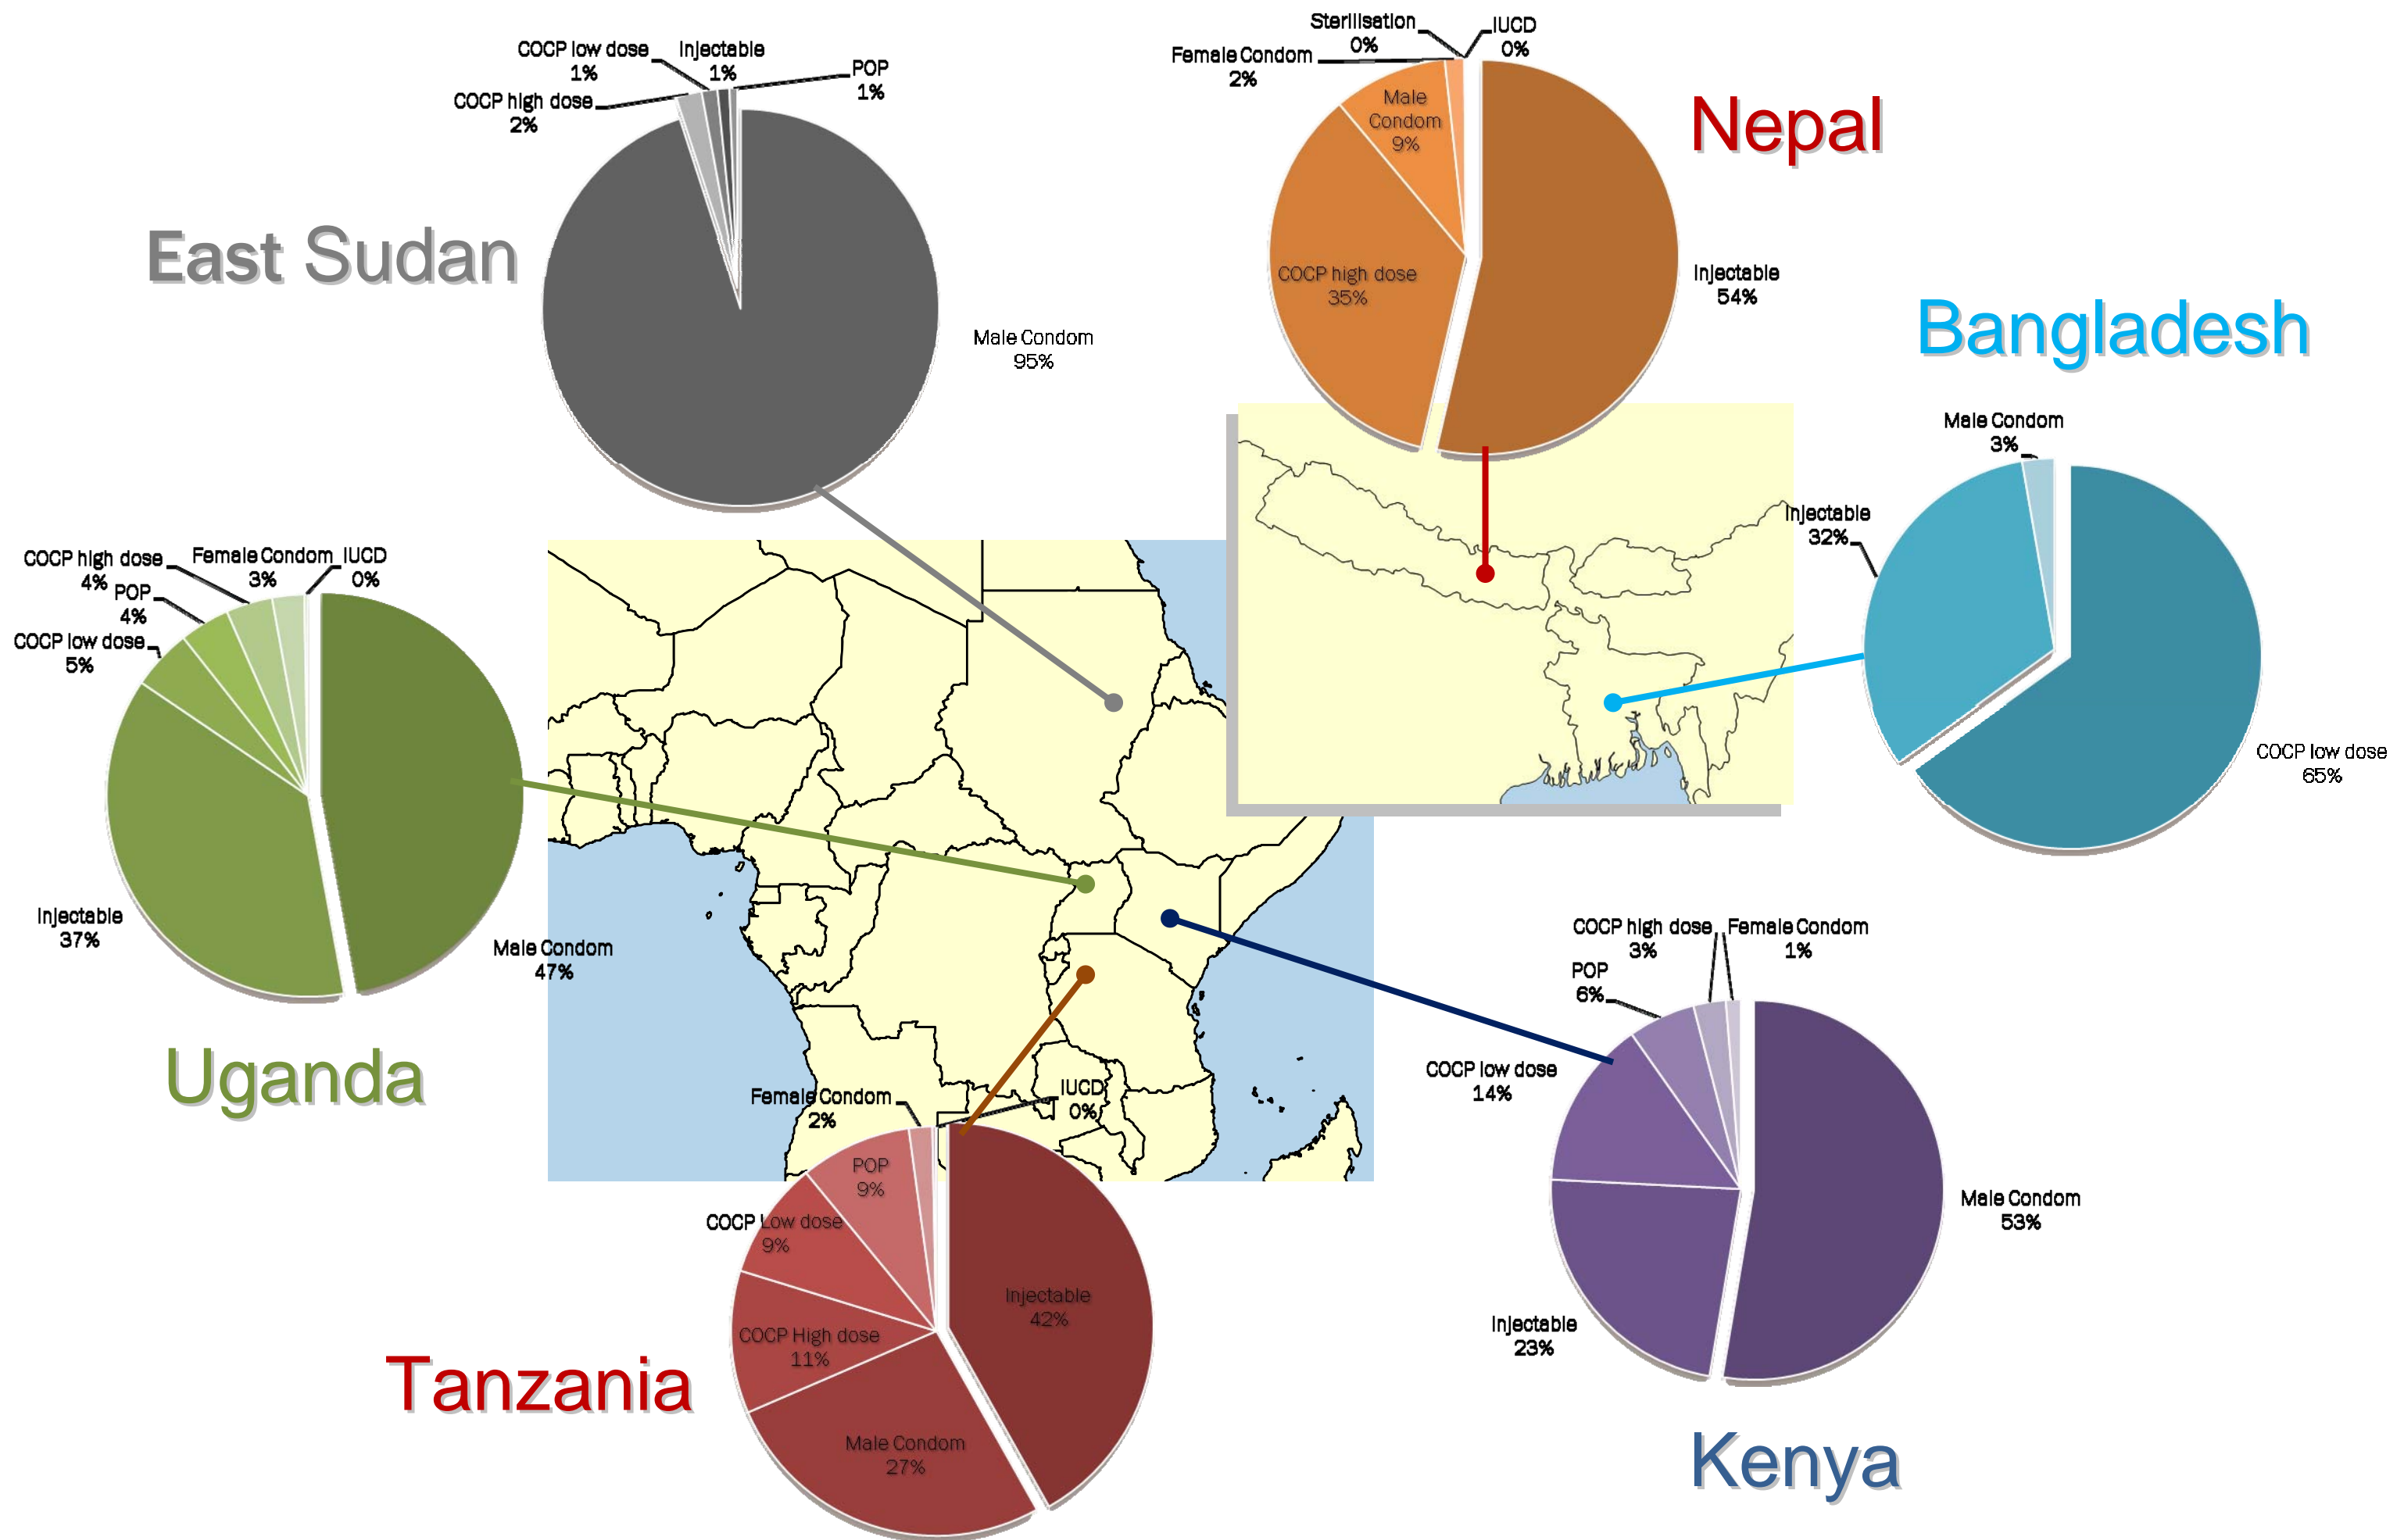 East Sudan
COCP low dose
1%
Injectable
1%
POP
1%
COCP high dose
2%
Male Condom
95%
Nepal
Sterilisation
0%
IUCD
0%
Female Condom
2%
Male
Condom
9%
COCP high dose
35%
Injectable
54%
Bangladesh
Male Condom
3%
Injectable
32%
COCP low dose
65%
COCP high dose
4%
Female Condom
3%
IUCD
0%
POP
4%
COCP low dose
5%
Injectable
37%
Male Condom
47%
Uganda
Female Condom
2%
IUCD
0%
POP
9%
COCP Low dose
9%
COCP High dose
11%
Male Condom
27%
Injectable
42%
Tanzania
COCP high dose
3%
Female Condom
1%
POP
6%
COCP low dose
14%
Injectable
23%
Male Condom
53%
Kenya